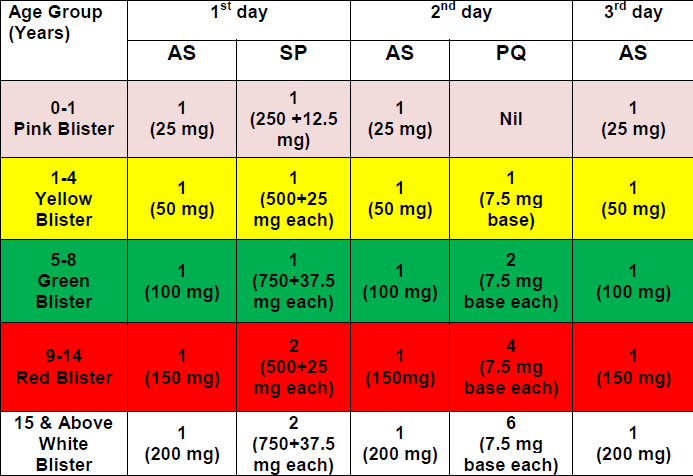 Age Group (Years) 1st day 2nd day 3rd day
AS SP AS PQ AS
0-1 Pink Blister 1 (25 mg) 1 (250 +12.5 mg) 1 (25 mg) Nil 1 (25 mg)
1-4 Yellow Blister 1 (50 mg) 1 (500+25 mg each) 1 (50 mg) 1 (7.5 mg base) 1 (50 mg)
5-8 Green Blister 1 (100 mg) 1 (750+37.5 mg each) 1 (100 mg) 2 (7.5 mg base each) 1 (100 mg)
9-14 Red Blister 1 (150 mg) 2 (500+25 mg each) 1 (150mg) 4 (7.5 mg base each) 1 (150 mg)
15 & Above White Blister 1 (200 mg) 2 (750+37.5 mg each) 1 (200 mg) 6 (7.5 mg base each) 1 (200 mg)